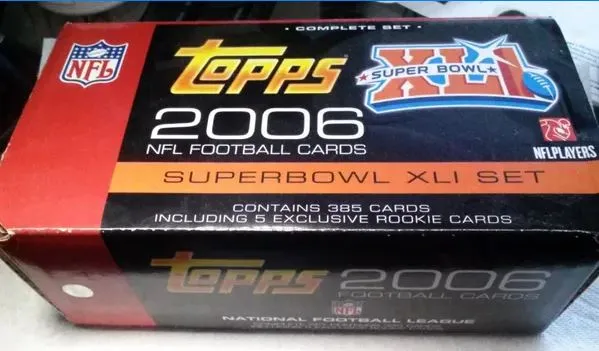 • COMPLETE SET •
NFL
Topps
SUPER BOWL
XLI
2006
NFL FOOTBALL CARDS
NFLPLAYERS
SUPERBOWL XLI SET
CONTAINS 385 CARDS
INCLUDING 5 EXCLUSIVE ROOKIE CARDS
Topps 2006
FOOTBALL CARDS
NFL
NATIONAL FOOTBALL LEAGUE